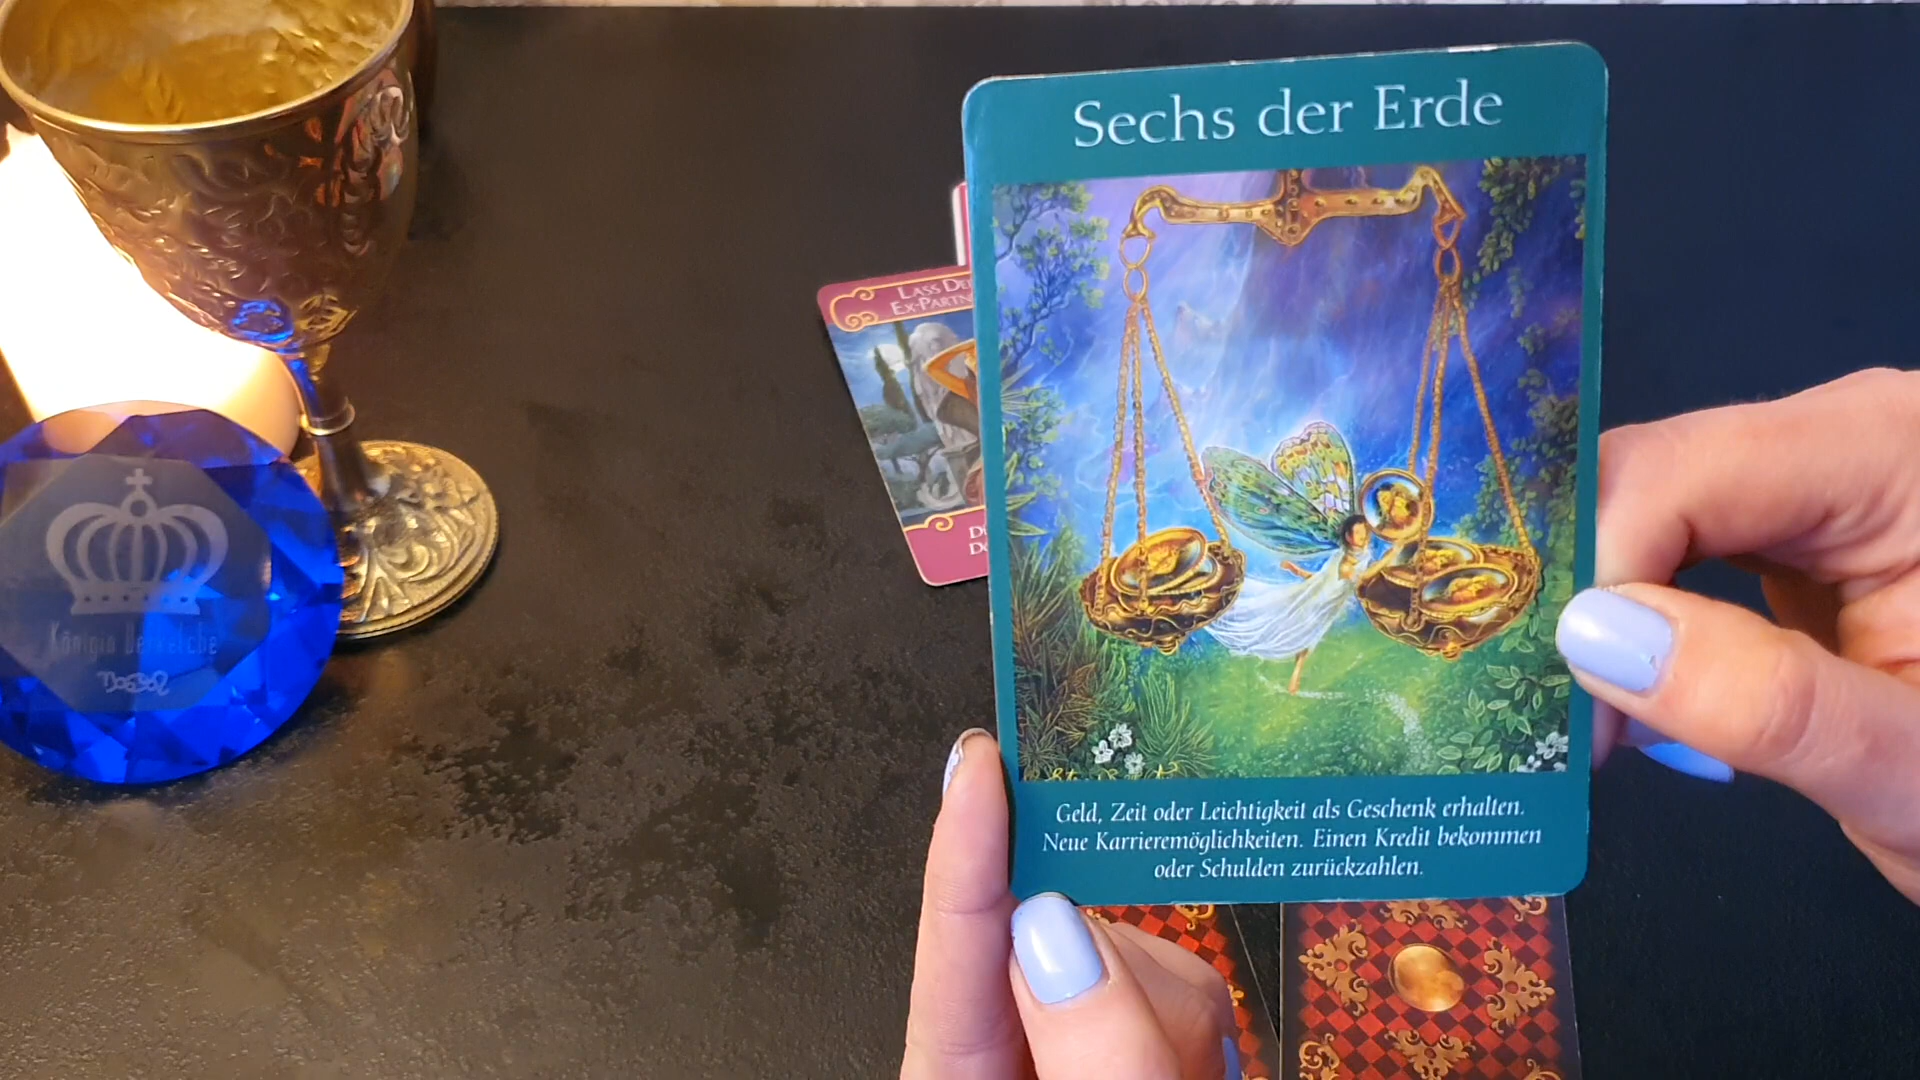 Sechs der Erde
Geld, Zeit oder Leichtigkeit als Geschenk erhalten.
Neue Karrieremöglichkeiten. Einen Kredit bekommen
oder Schulden zurückzahlen.
LASS DE
EX-PARTN
Königin Der Kelche